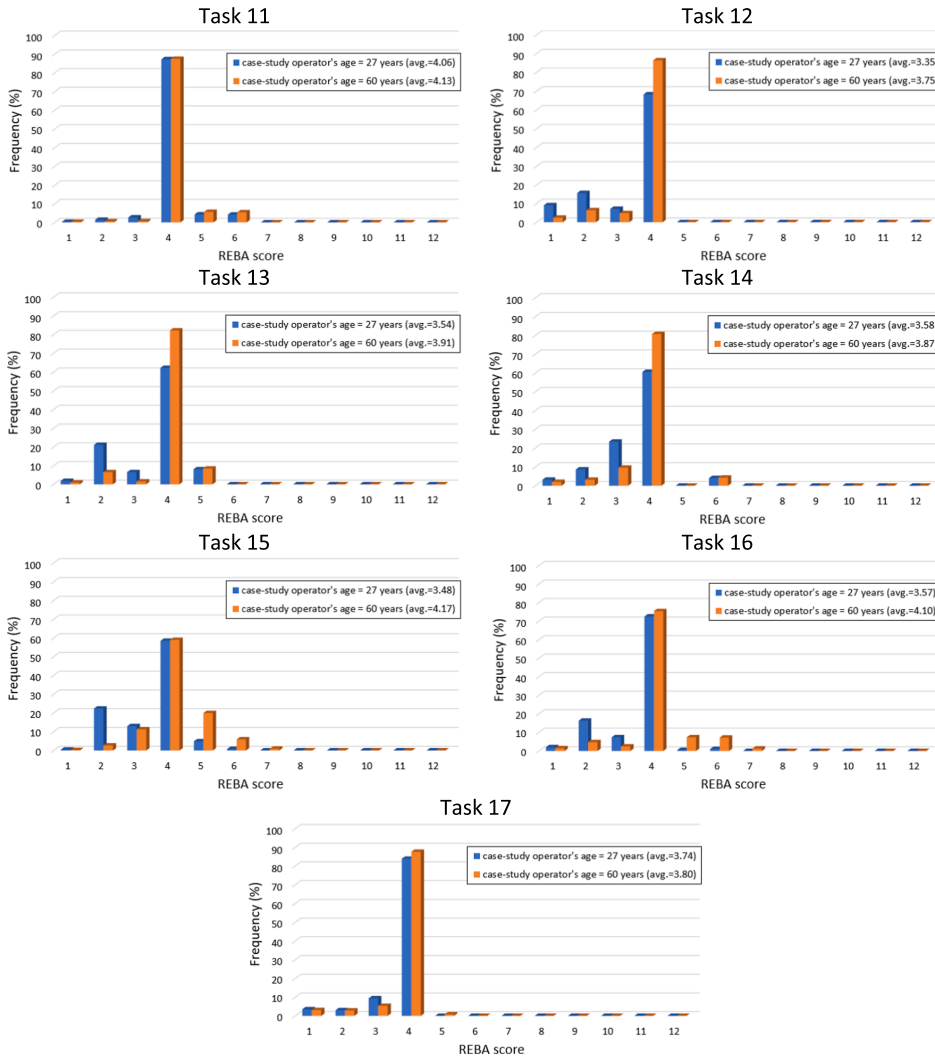 Task 11
100
90
80
70
60
50
40
30
20
10
0
Frequency (%)
case-study operator's age = 27 years (avg.=4.06)
case-study operator's age = 60 years (avg.=4.13)
1 2 3 4 5 6 7 8 9 10 11 12
REBA score
Task 12
100
90
80
70
60
50
40
30
20
10
0
Frequency (%)
case-study operator's age = 27 years (avg.=3.35
case-study operator's age = 60 years (avg.=3.75
1 2 3 4 5 6 7 8 9 10 11 12
REBA score
Task 13
100
90
80
70
60
50
40
30
20
10
0
Frequency (%)
case-study operator's age = 27 years (avg.=3.54)
case-study operator's age = 60 years (avg.=3.91)
1 2 3 4 5 6 7 8 9 10 11 12
REBA score
Task 14
100
90
80
70
60
50
40
30
20
10
0
Frequency (%)
case-study operator's age = 27 years (avg.=3.58
case-study operator's age = 60 years (avg.=3.87
1 2 3 4 5 6 7 8 9 10 11 12
REBA score
Task 15
100
90
80
70
60
50
40
30
20
10
0
Frequency (%)
case-study operator's age = 27 years (avg.=3.48)
case-study operator's age = 60 years (avg.=4.17)
1 2 3 4 5 6 7 8 9 10 11 12
REBA score
Task 16
100
90
80
70
60
50
40
30
20
10
0
Frequency (%)
case-study operator's age = 27 years (avg.=3.57)
case-study operator's age = 60 years (avg.=4.10)
1 2 3 4 5 6 7 8 9 10 11 12
REBA score
Task 17
100
90
80
70
60
50
40
30
20
10
0
Frequency (%)
case-study operator's age = 27 years (avg.=3.74)
case-study operator's age = 60 years (avg.=3.80)
1 2 3 4 5 6 7 8 9 10 11 12
REBA score